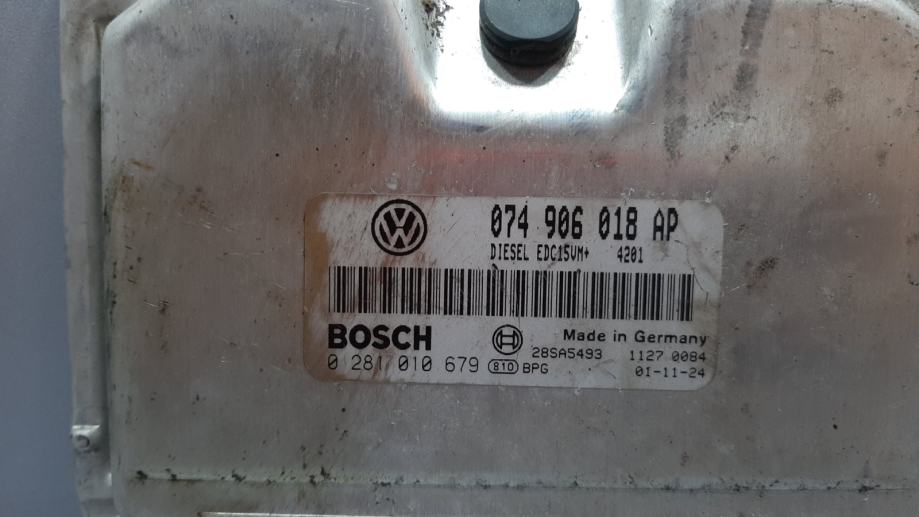 074 906 018 AP
DIESEL EDC15VM+ 4201
BOSCH
Made in Germany
28SA5493 1127 0084
0 281 010 679 810 BPG 01-11-24